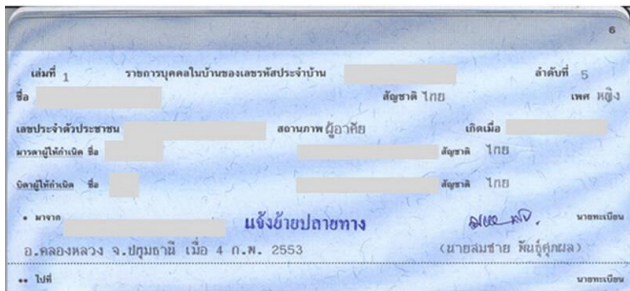 6
เล่มที่ 1 รายการบุคคลในบ้านของเลขรหัสประจำบ้าน ลำดับที่ 5
ชื่อ สัญชาติ ไทย เพศ หญิง
เลขประจำตัวประชาชน สถานภาพ ผู้อาศัย เกิดเมื่อ
มารดาผู้ให้กำเนิด ชื่อ สัญชาติ ไทย
บิดาผู้ให้กำเนิด ชื่อ สัญชาติ ไทย
* มาจาก แจ้งย้ายปลายทาง นายทะเบียน
อ.คลองหลวง จ.ปทุมธานี เมื่อ 4 ก.พ. 2553 (นายสมชาย พันธุ์ศุภผล)
** ไปที่ นายทะเบียน